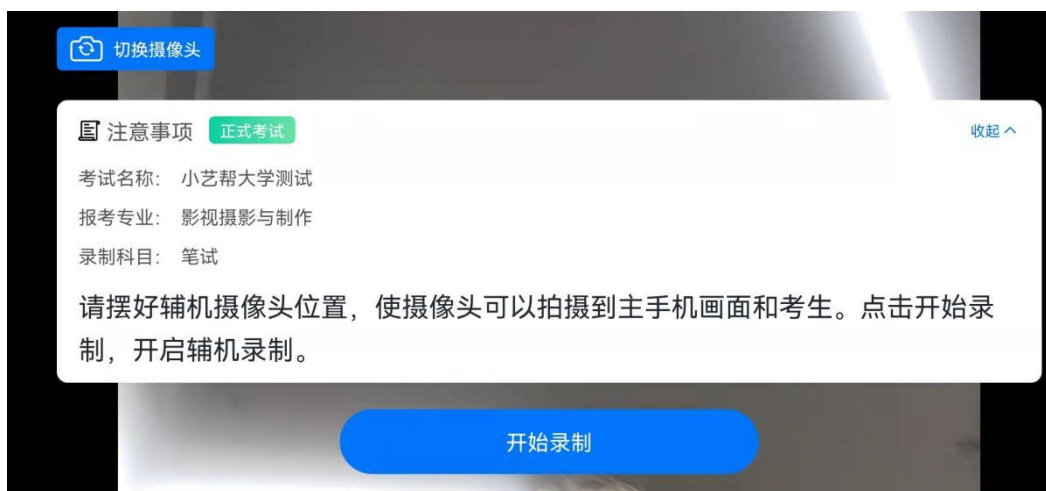 切换摄像头
注意事项 正式考试 收起
考试名称： 小艺帮大学测试
报考专业： 影视摄影与制作
录制科目： 笔试
请摆好辅机摄像头位置，使摄像头可以拍摄到主手机画面和考生。点击开始录
制，开启辅机录制。
开始录制